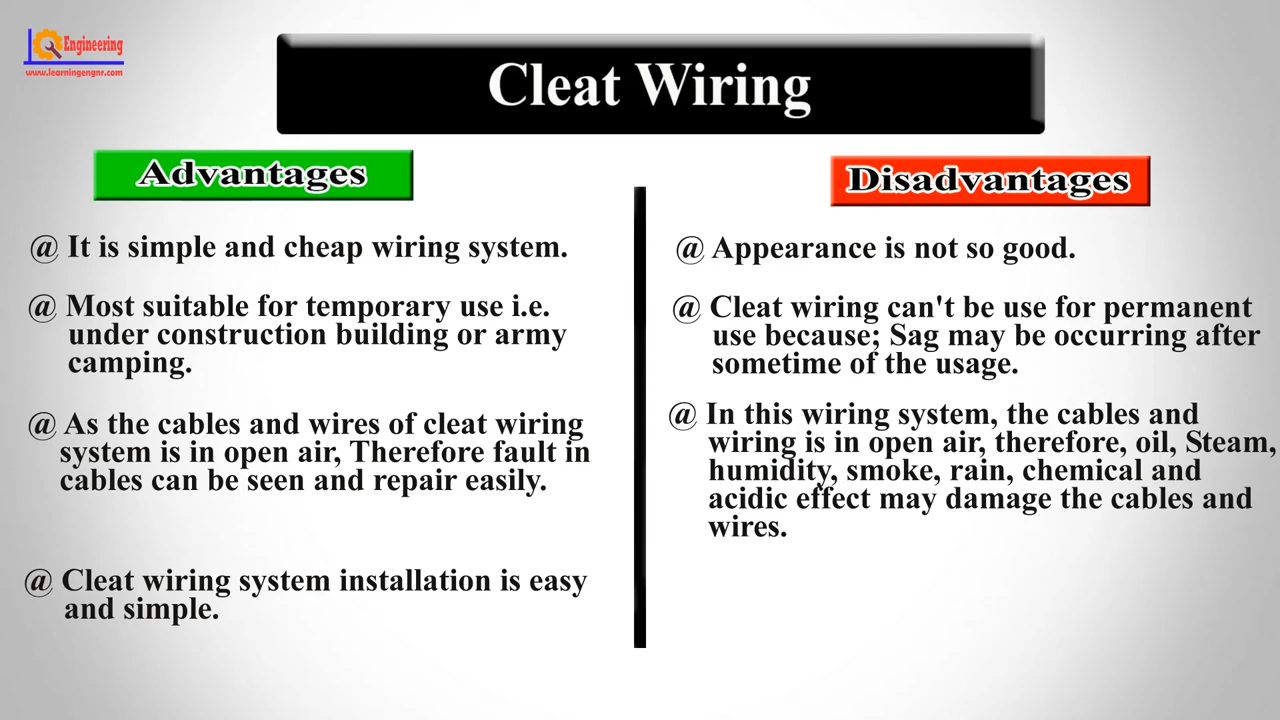 Engineering
www.learningengnr.com
Cleat Wiring
Advantages
@ It is simple and cheap wiring system.
@ Most suitable for temporary use i.e.
under construction building or army
camping.
@ As the cables and wires of cleat wiring
system is in open air, Therefore fault in
cables can be seen and repair easily.
@ Cleat wiring system installation is easy
and simple.
Disadvantages
@ Appearance is not so good.
@ Cleat wiring can't be use for permanent
use because; Sag may be occurring after
sometime of the usage.
@ In this wiring system, the cables and
wiring is in open air, therefore, oil, Steam,
humidity, smoke, rain, chemical and
acidic effect may damage the cables and
wires.